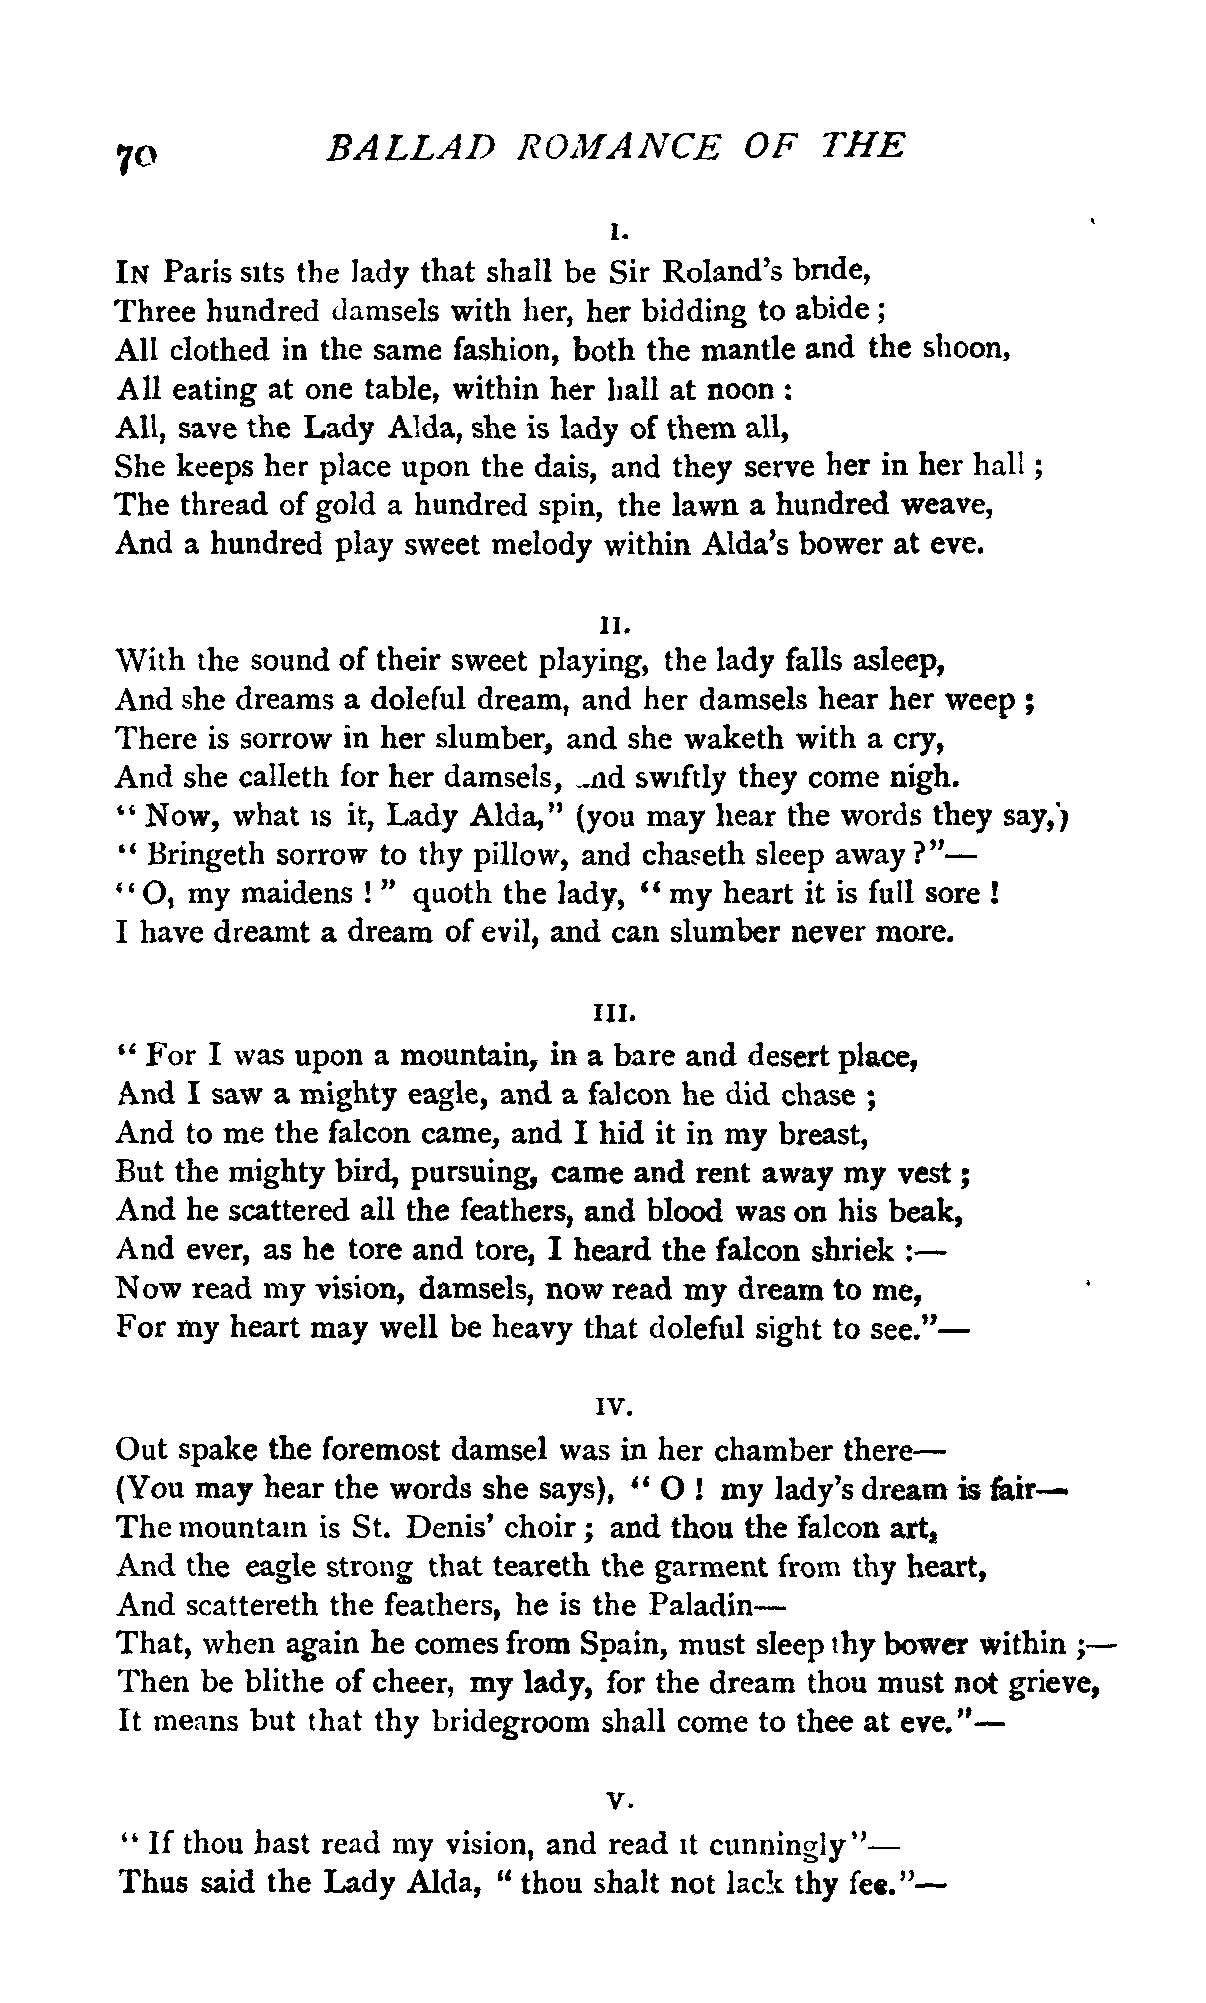 70 BALLAD ROMANCE OF THE
I.
IN Paris sits the lady that shall be Sir Roland's bride,
Three hundred damsels with her, her bidding to abide ;
All clothed in the same fashion, both the mantle and the shoon,
All eating at one table, within her hall at noon :
All, save the Lady Alda, she is lady of them all,
She keeps her place upon the dais, and they serve her in her hall ;
The thread of gold a hundred spin, the lawn a hundred weave,
And a hundred play sweet melody within Alda's bower at eve.
II.
With the sound of their sweet playing, the lady falls asleep,
And she dreams a doleful dream, and her damsels hear her weep ;
There is sorrow in her slumber, and she waketh with a cry,
And she calleth for her damsels, and swiftly they come nigh.
" Now, what is it, Lady Alda," (you may hear the words they say,)
" Bringeth sorrow to thy pillow, and chaseth sleep away ?"—
" O, my maidens ! " quoth the lady, " my heart it is full sore !
I have dreamt a dream of evil, and can slumber never more.
III.
" For I was upon a mountain, in a bare and desert place,
And I saw a mighty eagle, and a falcon he did chase ;
And to me the falcon came, and I hid it in my breast,
But the mighty bird, pursuing, came and rent away my vest ;
And he scattered all the feathers, and blood was on his beak,
And ever, as he tore and tore, I heard the falcon shriek :—
Now read my vision, damsels, now read my dream to me,
For my heart may well be heavy that doleful sight to see."—
IV.
Out spake the foremost damsel was in her chamber there—
(You may hear the words she says), " O ! my lady's dream is fair—
The mountain is St. Denis' choir ; and thou the falcon art,
And the eagle strong that teareth the garment from thy heart,
And scattereth the feathers, he is the Paladin—
That, when again he comes from Spain, must sleep thy bower within ;—
Then be blithe of cheer, my lady, for the dream thou must not grieve,
It means but that thy bridegroom shall come to thee at eve."—
V.
" If thou hast read my vision, and read it cunningly"—
Thus said the Lady Alda, " thou shalt not lack thy fee."—